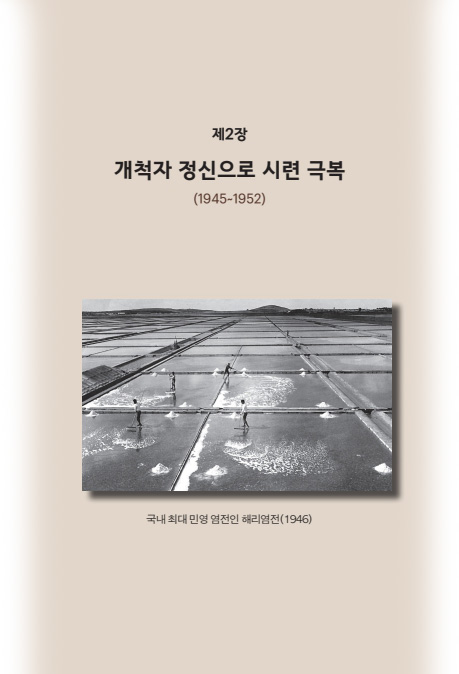 제2장
개척자 정신으로 시련 극복
(1945~1952)
국내 최대 민영 염전인 해리염전(1946)